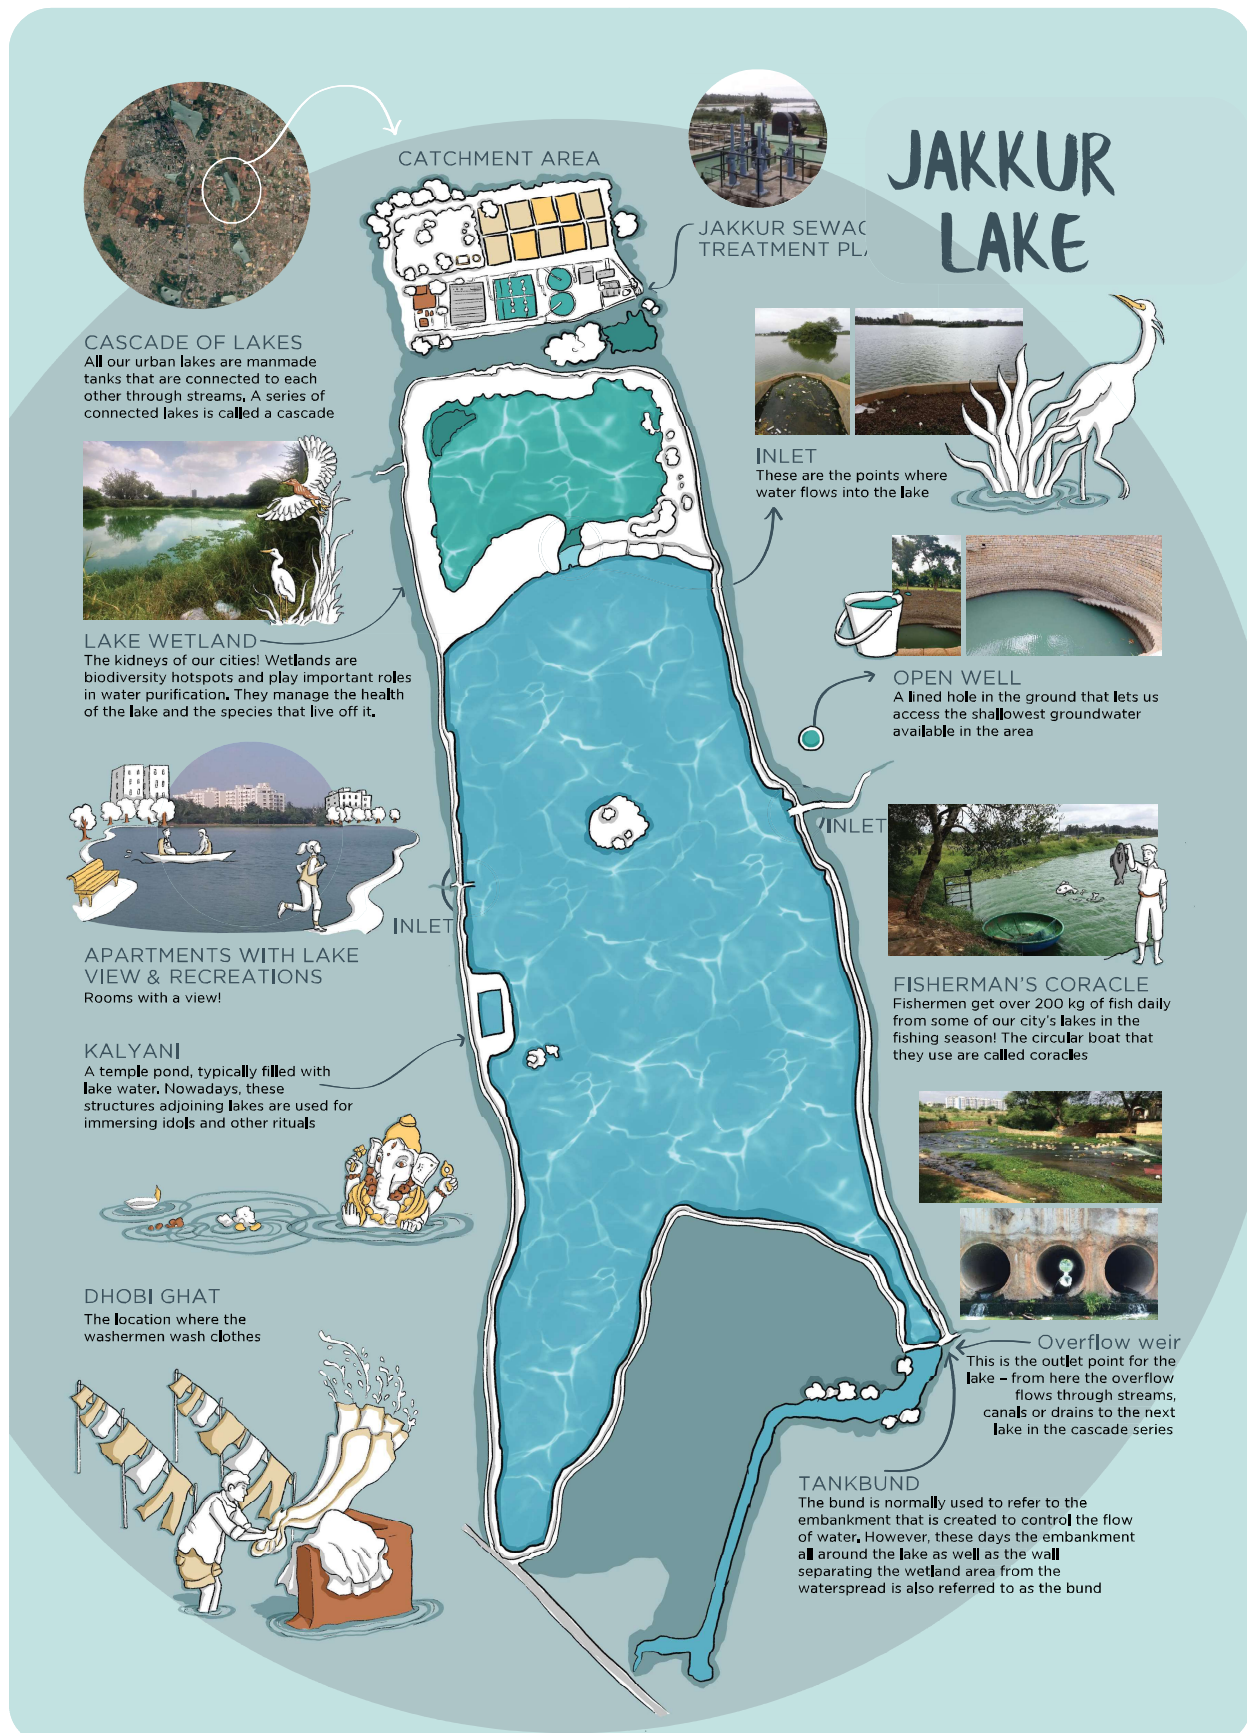 JAKKUR
LAKE
CATCHMENT AREA
JAKKUR SEWAG
TREATMENT PLA
CASCADE OF LAKES
All our urban lakes are manmade
tanks that are connected to each
other through streams. A series of
connected lakes is called a cascade
INLET
These are the points where
water flows into the lake
LAKE WETLAND
The kidneys of our cities! Wetlands are
biodiversity hotspots and play important roles
in water purification. They manage the health
of the lake and the species that live off it.
OPEN WELL
A lined hole in the ground that lets us
access the shallowest groundwater
available in the area
INLET
INLET
APARTMENTS WITH LAKE
VIEW & RECREATIONS
Rooms with a view!
FISHERMAN'S CORACLE
Fishermen get over 200 kg of fish daily
from some of our city's lakes in the
fishing season! The circular boat that
they use are called coracles
KALYANI
A temple pond, typically filled with
lake water. Nowadays, these
structures adjoining lakes are used for
immersing idols and other rituals
DHOBI GHAT
The location where the
washermen wash clothes
Overflow weir
This is the outlet point for the
lake – from here the overflow
flows through streams,
canals or drains to the next
lake in the cascade series
TANKBUND
The bund is normally used to refer to the
embankment that is created to control the flow
of water. However, these days the embankment
all around the lake as well as the wall
separating the wetland area from the
waterspread is also referred to as the bund